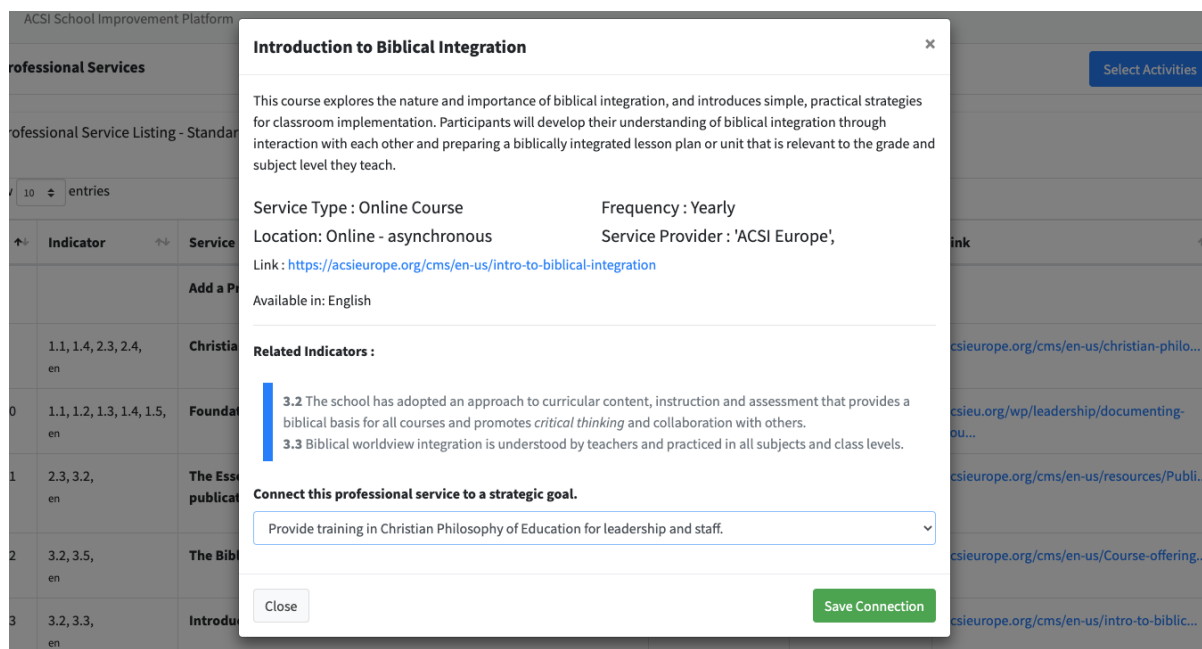 ACSI School Improvement Platform
Introduction to Biblical Integration
×
rofessional Services
Select Activities
This course explores the nature and importance of biblical integration, and introduces simple, practical strategies
for classroom implementation. Participants will develop their understanding of biblical integration through
interaction with each other and preparing a biblically integrated lesson plan or unit that is relevant to the grade and
subject level they teach.
rofessional Service Listing - Standar
10 entries
Service Type : Online Course
Frequency : Yearly
Location: Online - asynchronous
Service Provider : 'ACSI Europe',
Link : https://acsieurope.org/cms/en-us/intro-to-biblical-integration
Available in: English
Indicator
Service
ink
Add a Pr
Related Indicators :
1.1, 1.4, 2.3, 2.4,
en
Christia
csieurope.org/cms/en-us/christian-philo...
3.2 The school has adopted an approach to curricular content, instruction and assessment that provides a
biblical basis for all courses and promotes critical thinking and collaboration with others.
3.3 Biblical worldview integration is understood by teachers and practiced in all subjects and class levels.
0
1.1, 1.2, 1.3, 1.4, 1.5,
en
Foundat
csieu.org/wp/leadership/documenting-
ou...
1
2.3, 3.2,
en
The Esse
publicat
csieurope.org/cms/en-us/resources/Publi..
Connect this professional service to a strategic goal.
Provide training in Christian Philosophy of Education for leadership and staff.
2
3.2, 3.5,
en
The Bibl
csieurope.org/cms/en-us/Course-offering..
Close
Save Connection
3
3.2, 3.3,
en
Introduc
csieurope.org/cms/en-us/intro-to-biblic...